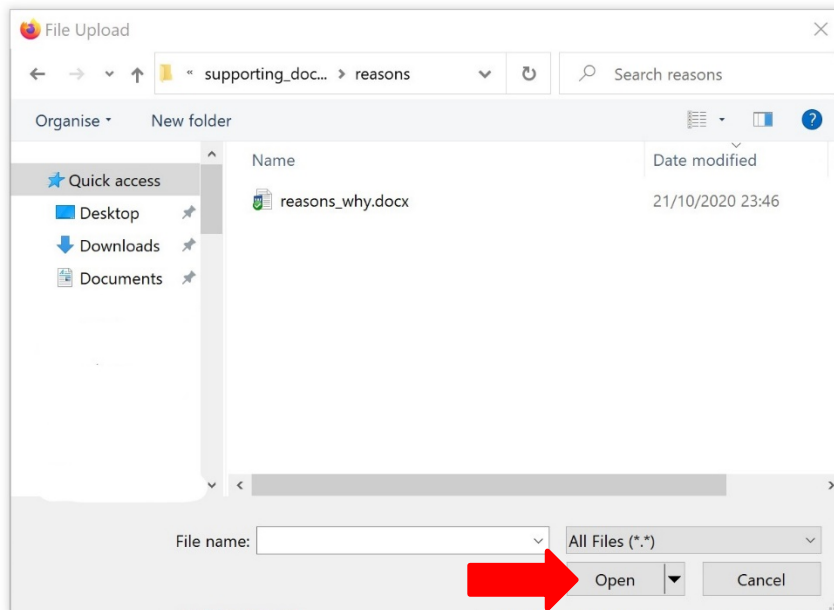 File Upload
« supporting_doc... > reasons
Search reasons
Organise
New folder
?
Name
Date modified
Quick access
reasons_why.docx
21/10/2020 23:46
Desktop
Downloads
Documents
File name:
All Files (*.*)
Open
Cancel